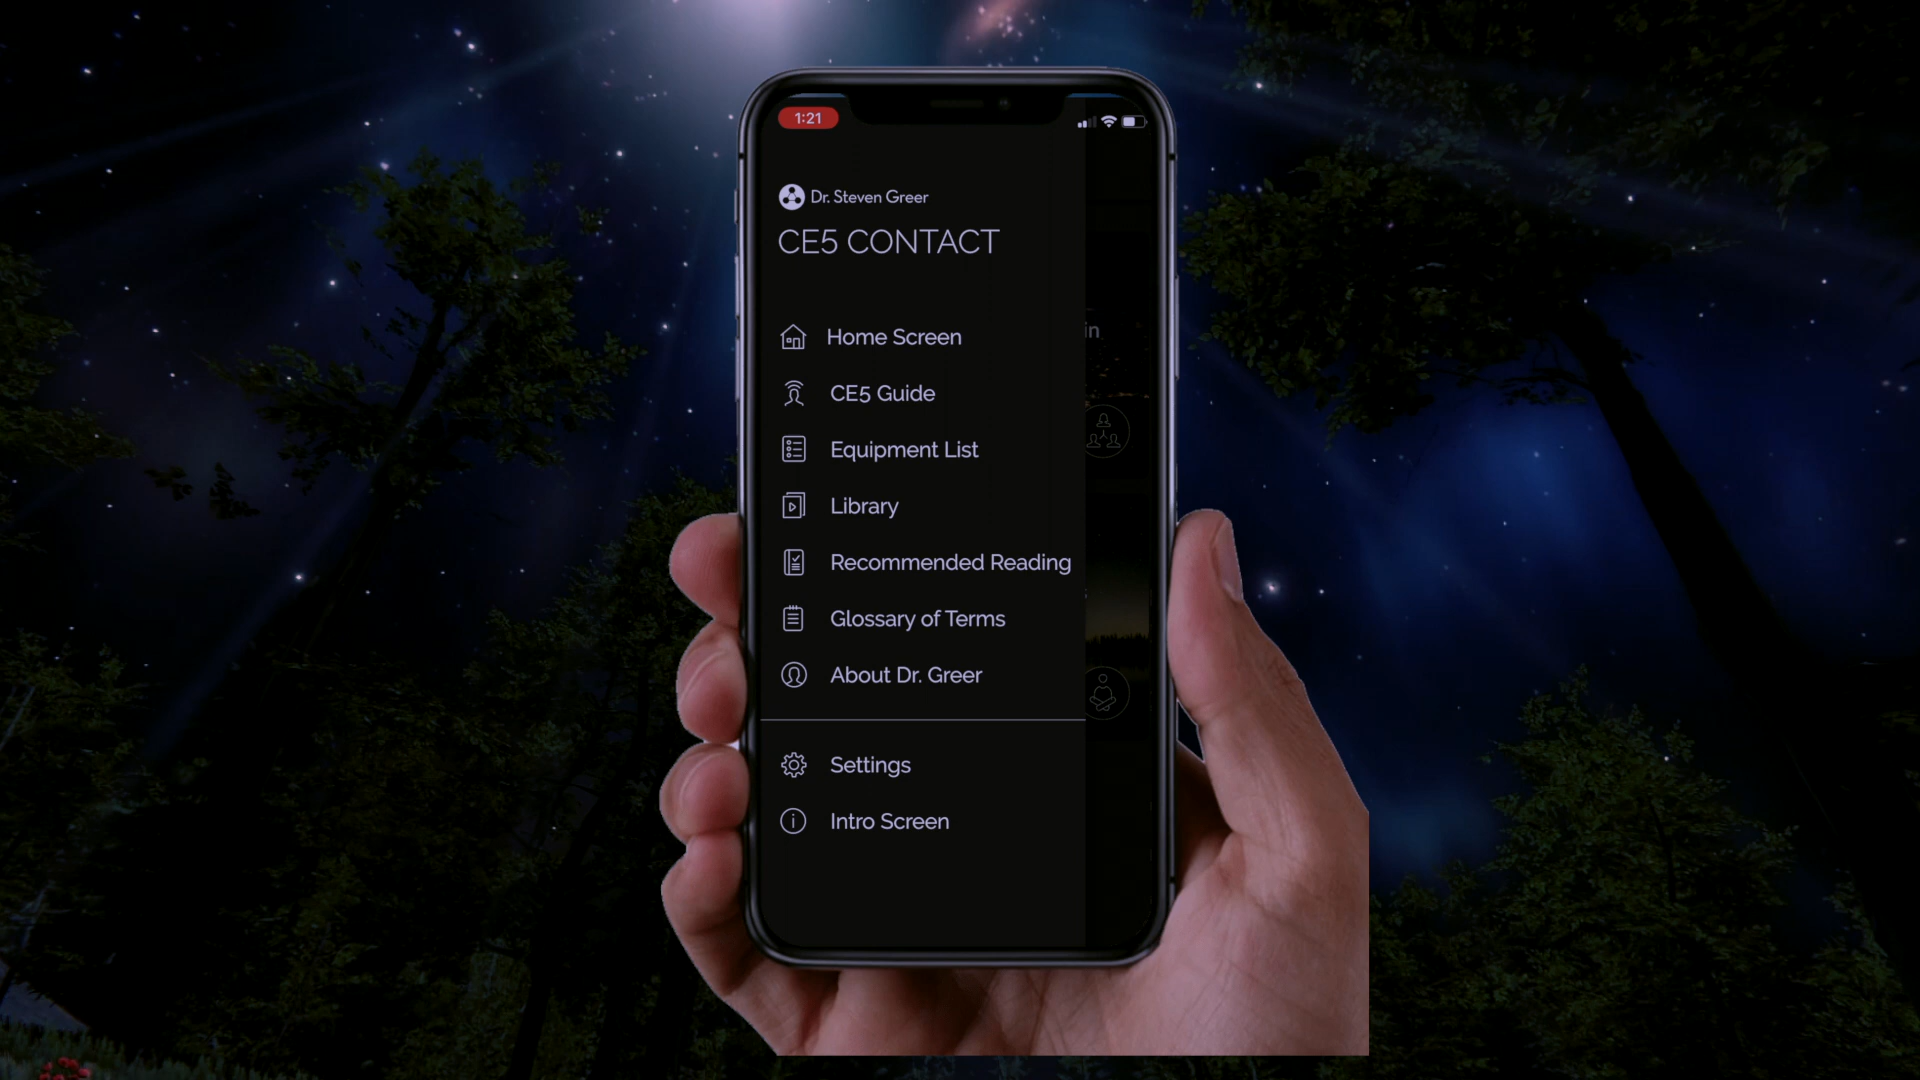 1:21
Dr. Steven Greer
CE5 CONTACT
Home Screen
in
CE5 Guide
Equipment List
Library
Recommended Reading
Glossary of Terms
About Dr. Greer
Settings
Intro Screen